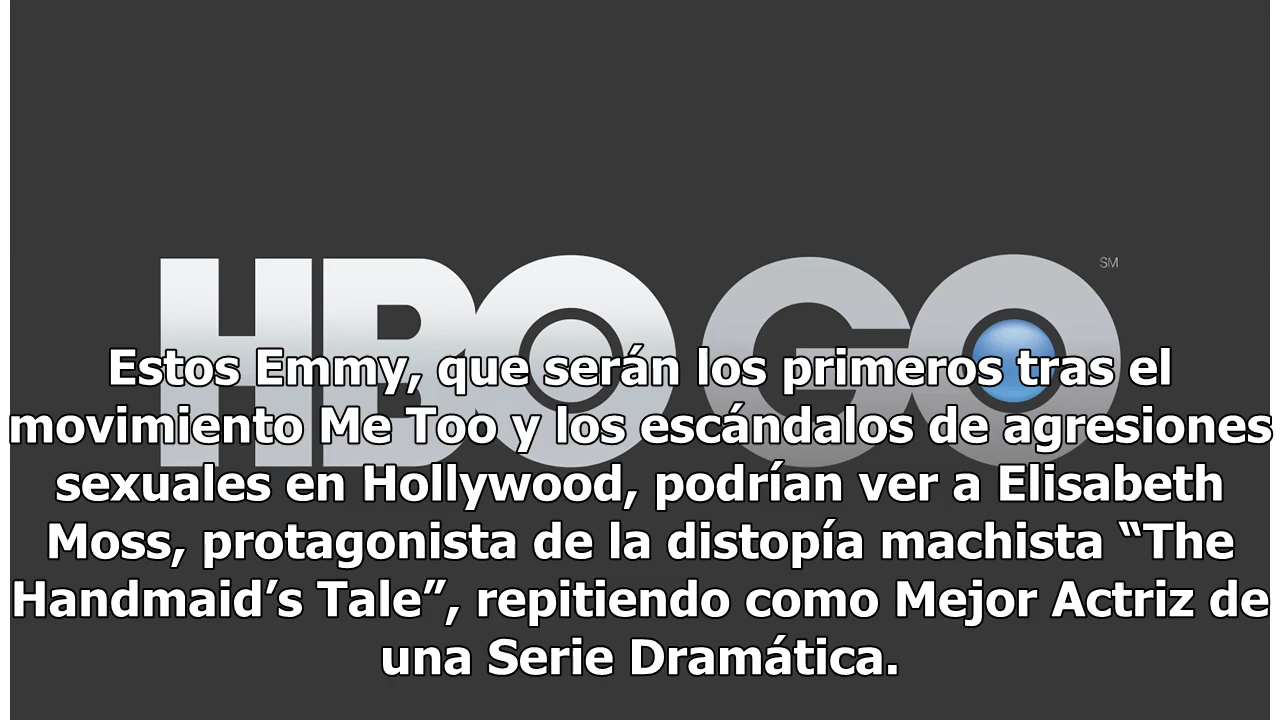 HBO GO SM
Estos Emmy, que serán los primeros tras el
movimiento Me Too y los escándalos de agresiones
sexuales en Hollywood, podrían ver a Elisabeth
Moss, protagonista de la distopía machista “The
Handmaid’s Tale”, repitiendo como Mejor Actriz de
una Serie Dramática.